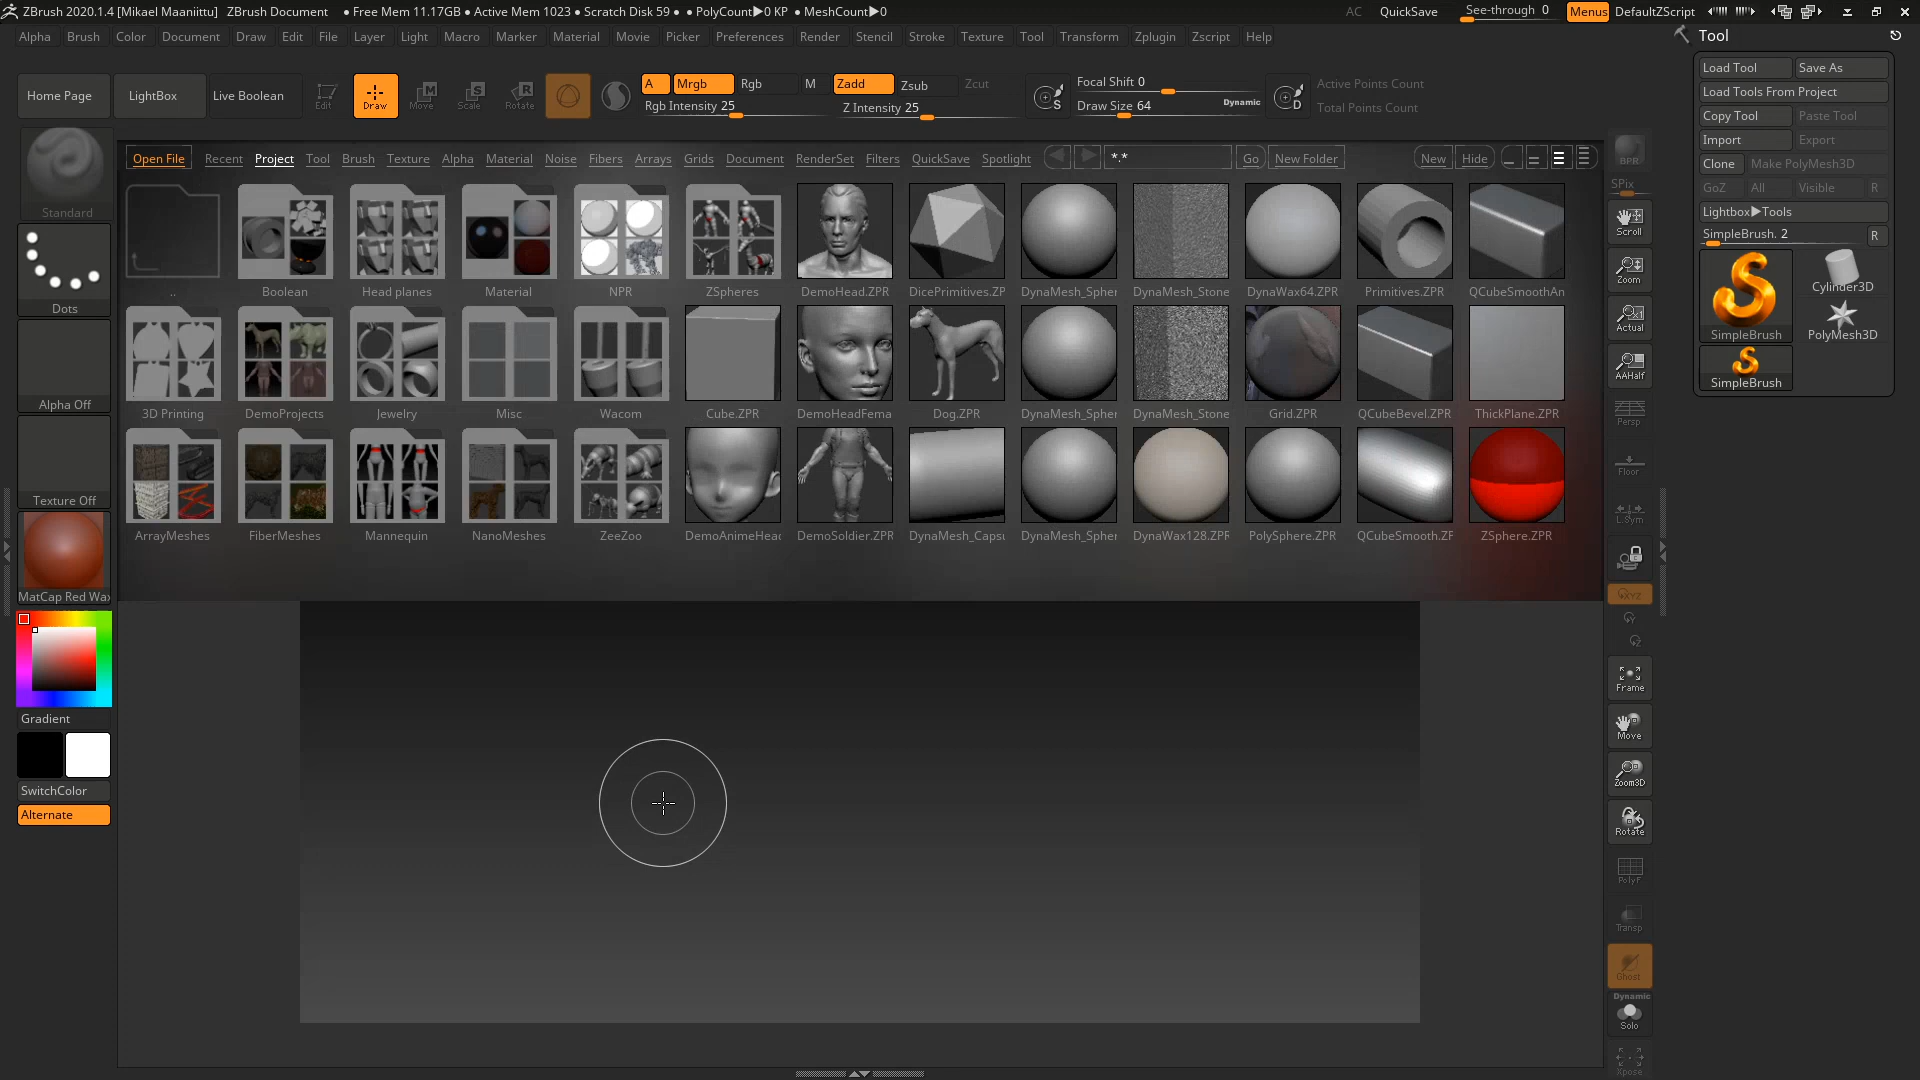 ZBrush 2020.1.4 [Mikael Maaniittu] ZBrush Document • Free Mem 11.17GB • Active Mem 1023 • Scratch Disk 59 • • PolyCount▶0 KP • MeshCount▶0 AC QuickSave See-through 0 Menus DefaultZScript
Alpha Brush Color Document Draw Edit File Layer Light Macro Marker Material Movie Picker Preferences Render Stencil Stroke Texture Tool Transform Zplugin Zscript Help
Home Page LightBox Live Boolean Edit Draw Move Scale Rotate
A Mrgb Rgb M Zadd Zsub Zcut
Rgb Intensity 25 Z Intensity 25
Focal Shift 0
Draw Size 64 Dynamic
S D
Active Points Count
Total Points Count
Open File Recent Project Tool Brush Texture Alpha Material Noise Fibers Arrays Grids Document RenderSet Filters QuickSave Spotlight *.* Go New Folder New Hide
.. Boolean Head planes Material NPR ZSpheres DemoHead.ZPR DicePrimitives.ZP DynaMesh_Spher DynaMesh_Stone DynaWax64.ZPR Primitives.ZPR QCubeSmoothAn
3D Printing DemoProjects Jewelry Misc Wacom Cube.ZPR DemoHeadFema Dog.ZPR DynaMesh_Spher DynaMesh_Stone Grid.ZPR QCubeBevel.ZPR ThickPlane.ZPR
ArrayMeshes FiberMeshes Mannequin NanoMeshes ZeeZoo DemoAnimeHeac DemoSoldier.ZPR DynaMesh_Capsu DynaMesh_Spher DynaWax128.ZPR PolySphere.ZPR QCubeSmooth.ZF ZSphere.ZPR
Standard
Dots
Alpha Off
Texture Off
MatCap Red Wax
Gradient
SwitchColor
Alternate
BPR
SPix
Scroll
Zoom
Actual
AAHalf
Persp
Floor
L.Sym
XYZ
Y
Z
Frame
Move
Zoom3D
Rotate
PolyF
Transp
Ghost
Dynamic
Solo
Xpose
Tool
Load Tool Save As
Load Tools From Project
Copy Tool Paste Tool
Import Export
Clone Make PolyMesh3D
GoZ All Visible R
Lightbox▶Tools
SimpleBrush. 2 R
Cylinder3D
SimpleBrush PolyMesh3D
SimpleBrush